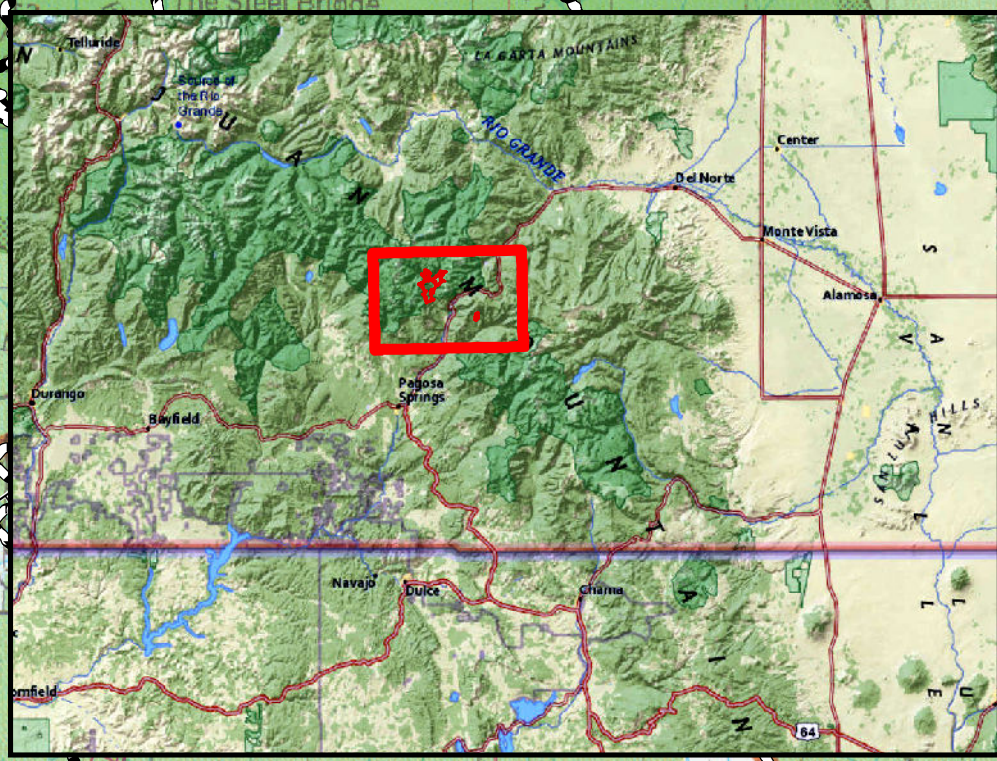 The Steel Bridge
N
Telluride
LA GARITA MOUNTAINS
Source of
the Rio
Grande
J
U
A
N
RIO GRANDE
Center
Del Norte
Monte Vista
S
M
Alamosa
A
V
Durango
Pagosa
Springs
Bayfield
U
N
HILLS
A
N
T
L
Navajo
Dulce
Chama
A
L
L
I
E
U
N
64